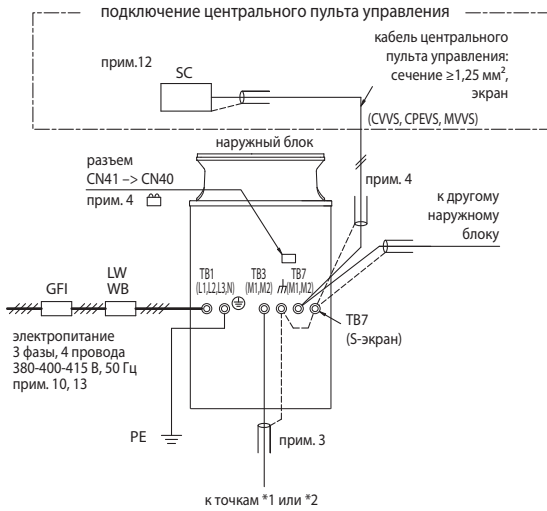 подключение центрального пульта управления
прим.12
SC
кабель центрального
пульта управления:
сечение ≥1,25 мм²,
экран
(CVVS, CPEVS, MVVS)
наружный блок
разъем
CN41 –> CN40
прим. 4
прим. 4
к другому
наружному
блоку
TB1
(L1,L2,L3,N)
TB3
(M1,M2)
TB7
(M1,M2)
GFI
LW
WB
TB7
(S-экран)
электропитание
3 фазы, 4 провода
380-400-415 В, 50 Гц
прим. 10, 13
PE
прим. 3
к точкам *1 или *2